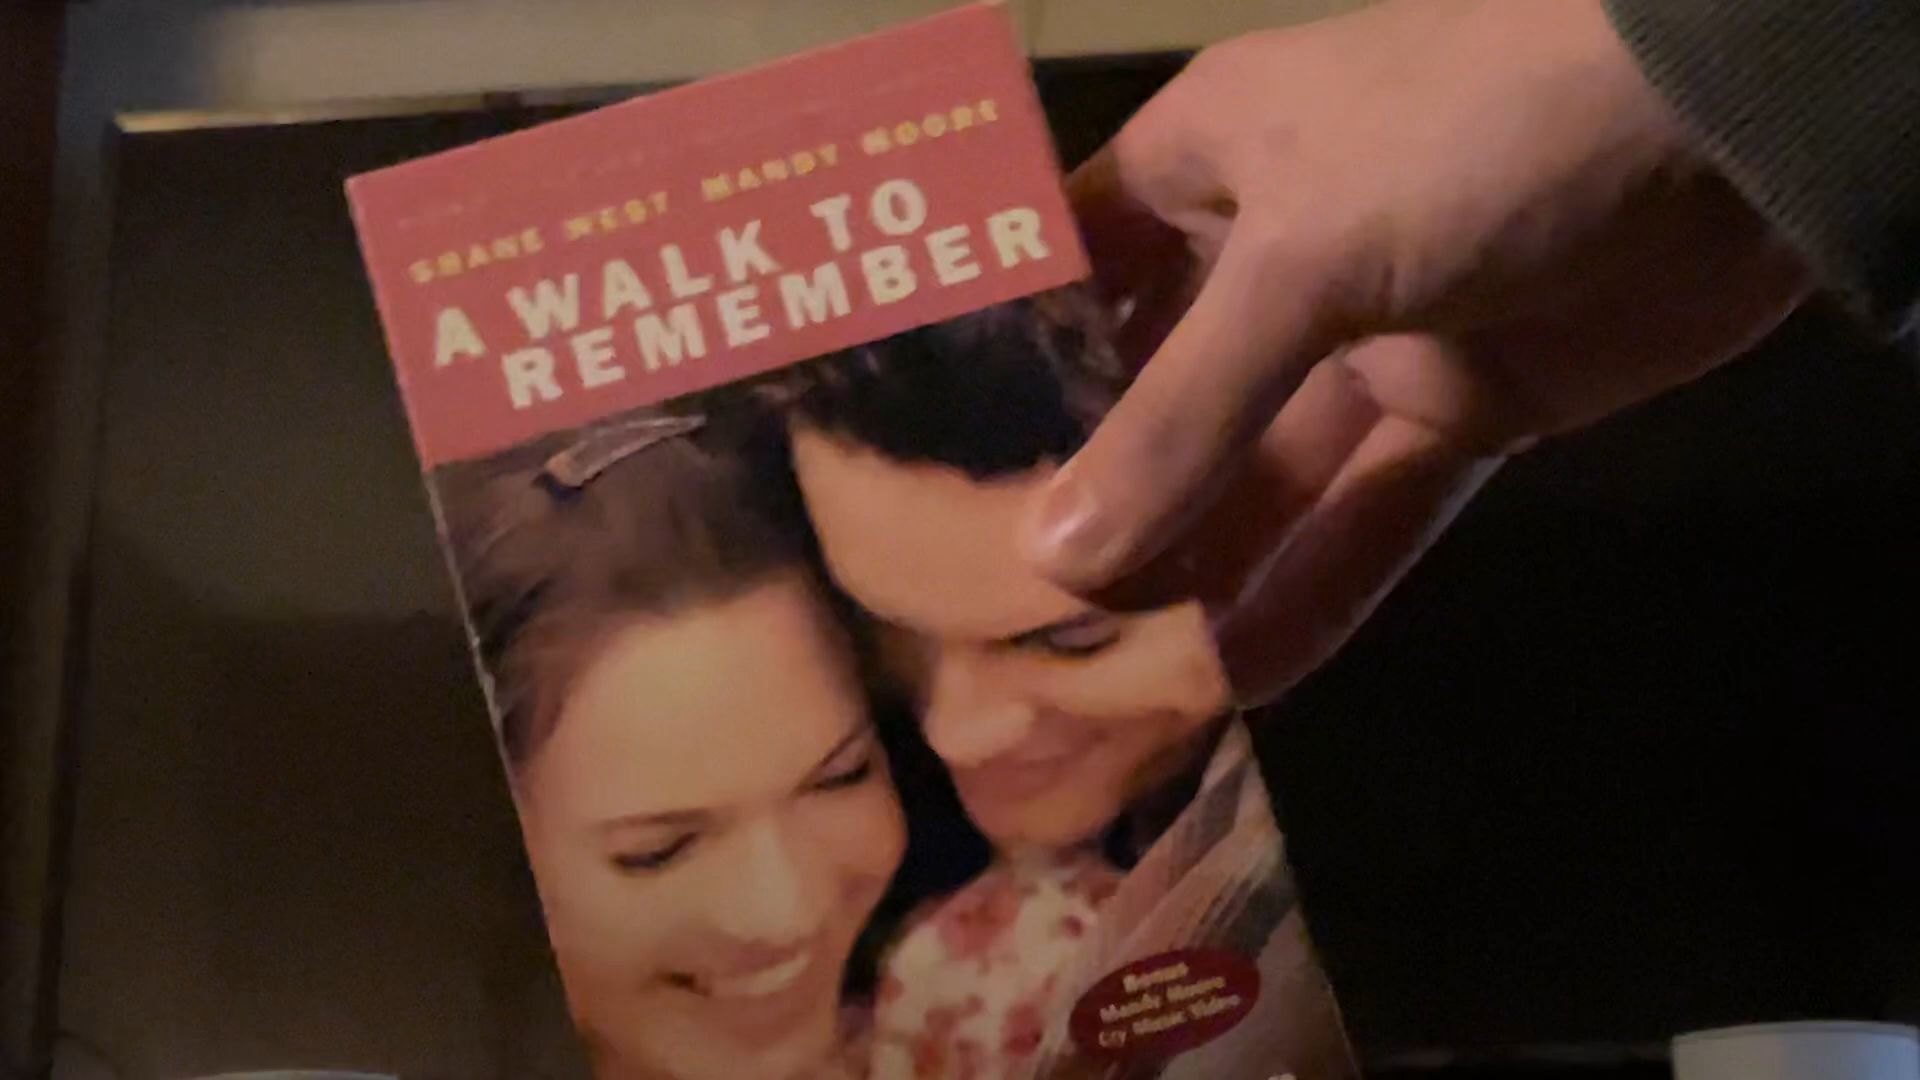 SHANE WEST MANDY MOORE
A WALK TO
REMEMBER
Bonus
Mandy Moore
Cry Music Video